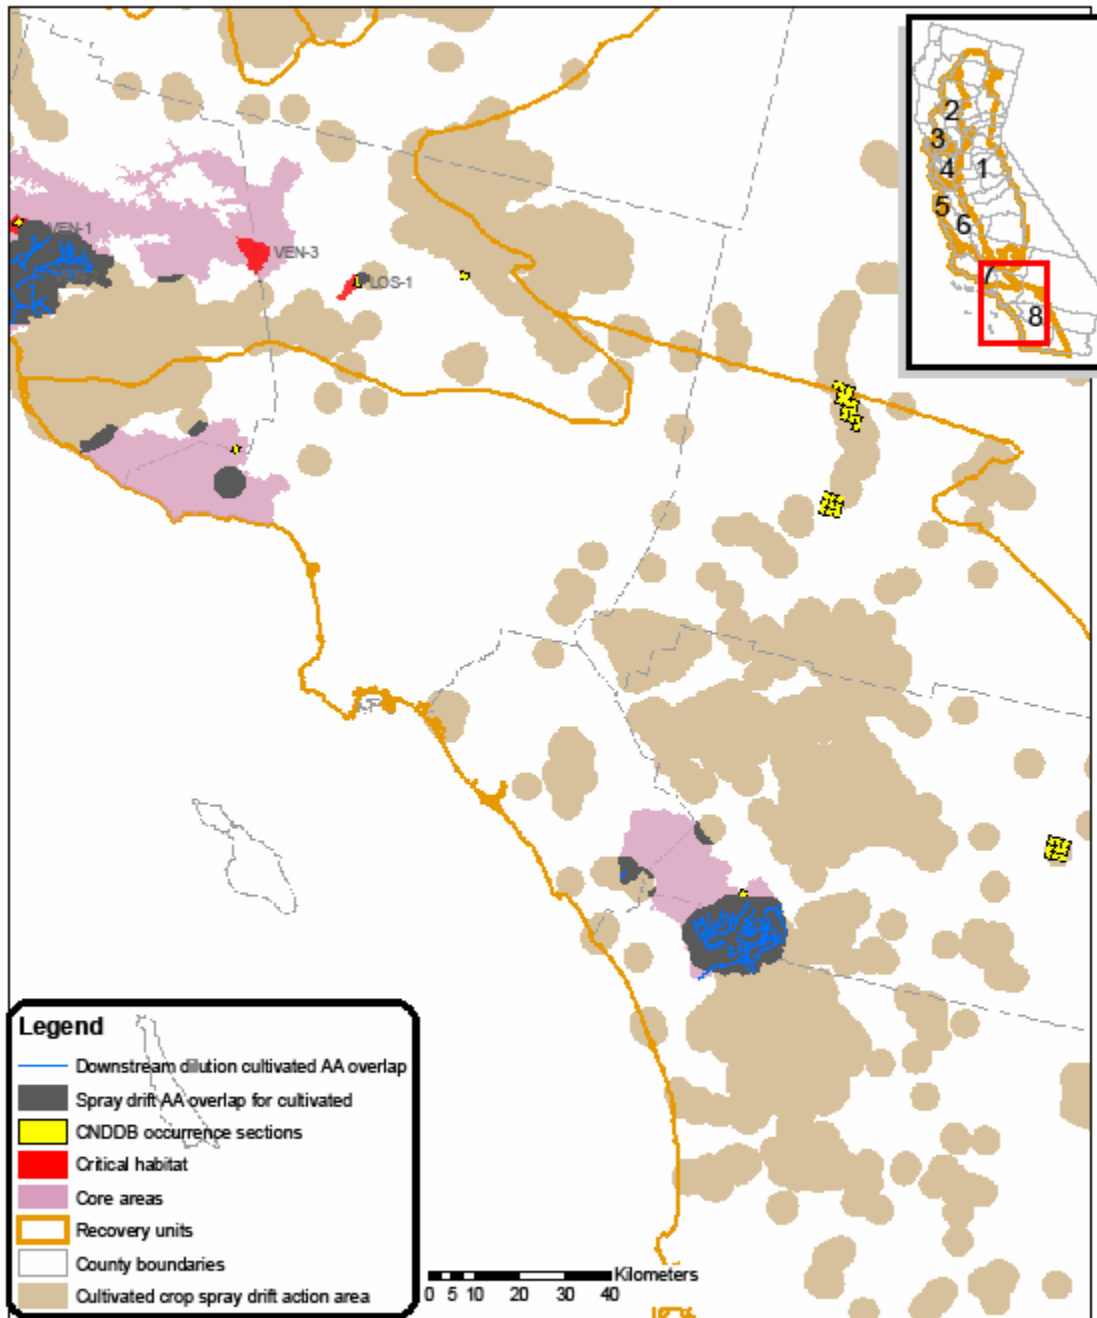 2
3
4
1
5
6
7
8
VEN-1
VEN-3
LOS-1
Legend
Downstream dilution cultivated AA overlap
Spray drift AA overlap for cultivated
CNDDB occurrence sections
Critical habitat
Core areas
Recovery units
County boundaries
Cultivated crop spray drift action area
Kilometers
0 5 10 20 30 40